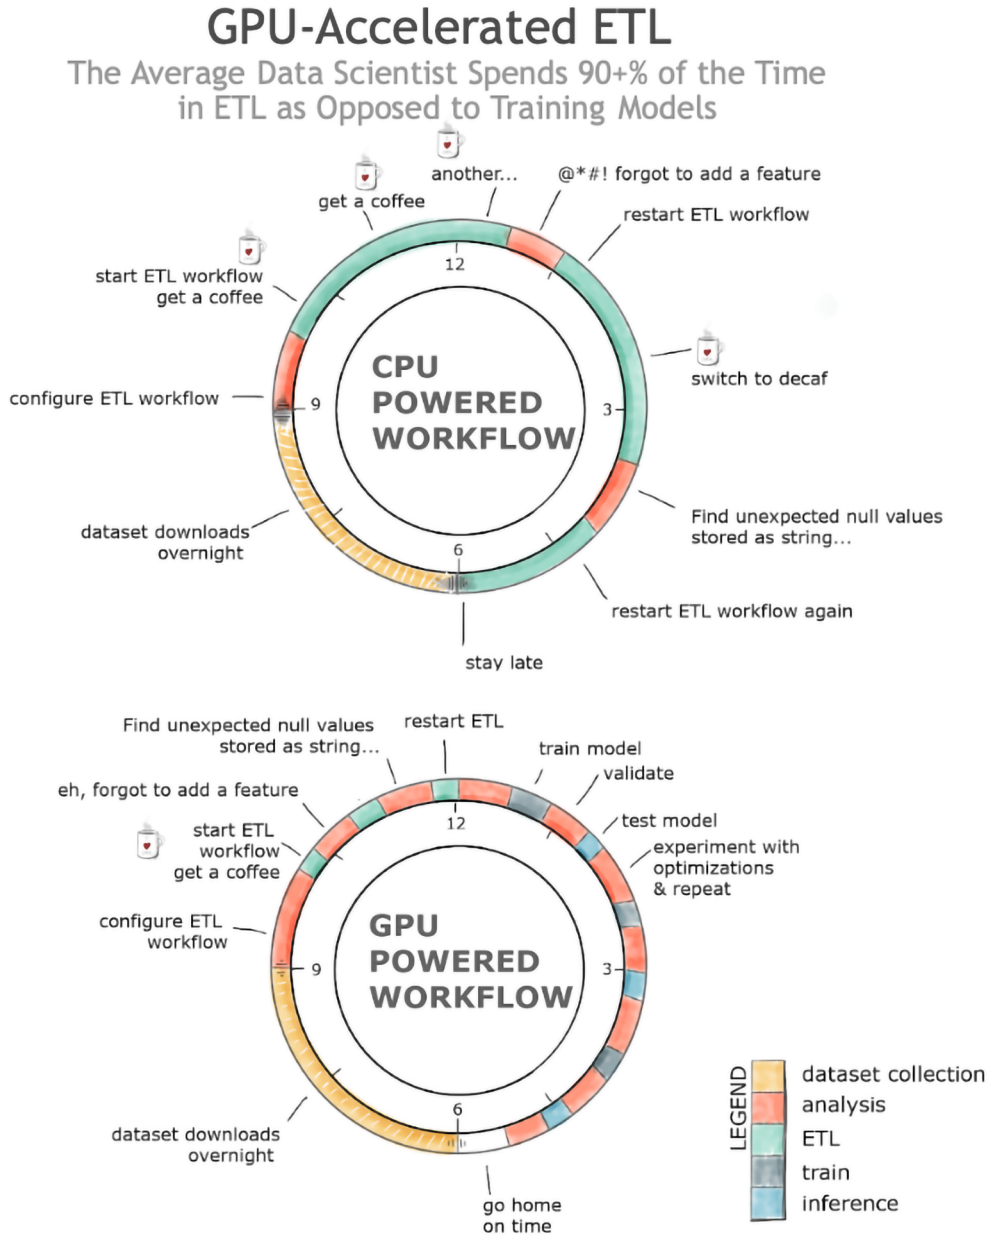 GPU-Accelerated ETL
The Average Data Scientist Spends 90+% of the Time
in ETL as Opposed to Training Models
another...
@*#! forgot to add a feature
get a coffee
restart ETL workflow
start ETL workflow
get a coffee
12
CPU
POWERED
WORKFLOW
switch to decaf
configure ETL workflow
9
3
Find unexpected null values
stored as string...
dataset downloads
overnight
6
restart ETL workflow again
stay late
Find unexpected null values
stored as string...
restart ETL
train model
validate
eh, forgot to add a feature
12
test model
start ETL
workflow
get a coffee
experiment with
optimizations
& repeat
configure ETL
workflow
GPU
POWERED
WORKFLOW
9
3
6
dataset downloads
overnight
go home
on time
LEGEND
dataset collection
analysis
ETL
train
inference